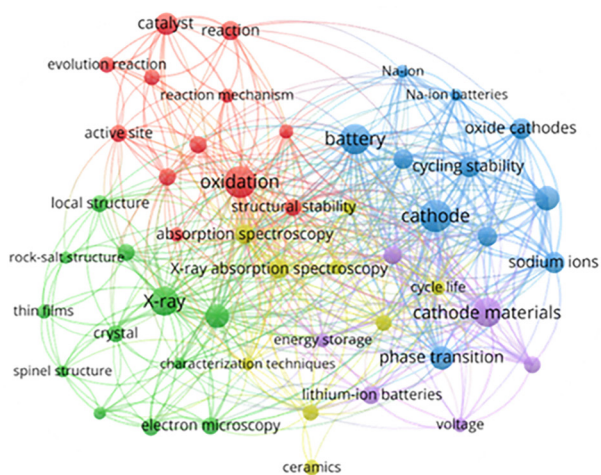 catalyst
reaction
evolution reaction
Na-ion
reaction mechanism
Na-ion batteries
active site
battery
oxide cathodes
cycling stability
oxidation
local structure
structural stability
cathode
absorption spectroscopy
rock-salt structure
X-ray absorption spectroscopy
sodium ions
cycle life
X-ray
thin films
cathode materials
crystal
energy storage
phase transition
spinel structure
characterization techniques
lithium-ion batteries
electron microscopy
voltage
ceramics